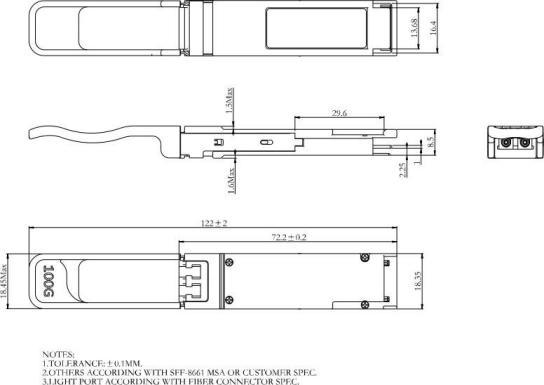 13.68
16.4
1.5Max
29.6
8.5
1
2.25
1.6Max
122±2
72.2±0.2
18.45Max
100G
18.35
NOTES:
1.TOLERANCE:±0.1MM.
2.OTHERS ACCORDING WITH SFF-8661 MSA OR CUSTOMER SPEC.
3.LIGHT PORT ACCORDING WITH FIBER CONNECTOR SPEC.